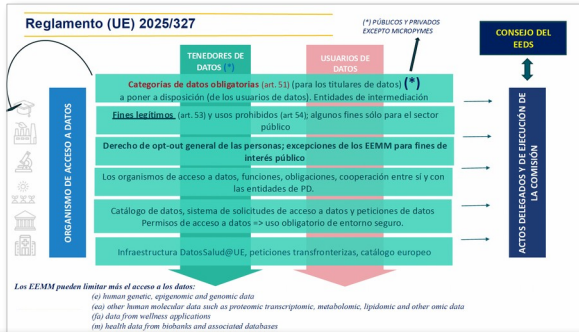 Reglamento (UE) 2025/327
(*) PÚBLICOS Y PRIVADOS
EXCEPTO MICROPYMES
CONSEJO DEL
EEDS
TENEDORES DE
DATOS (*)
USUARIOS DE
DATOS
ORGANISMO DE ACCESO A DATOS
Categorías de datos obligatorias (art. 51) (para los titulares de datos) (*)
a poner a disposición (de los usuarios de datos). Entidades de intermediación
Fines legítimos (art. 53) y usos prohibidos (art 54); algunos fines sólo para el sector
público
Derecho de opt-out general de las personas; excepciones de los EEMM para fines de
interés público
Los organismos de acceso a datos, funciones, obligaciones, cooperación entre sí y con
las entidades de PD.
Catálogo de datos, sistema de solicitudes de acceso a datos y peticiones de datos
Permisos de acceso a datos => uso obligatorio de entorno seguro.
Infraestructura DatosSalud@UE, peticiones transfronterizas, catálogo europeo
ACTOS DELEGADOS Y DE EJECUCIÓN DE
LA COMISIÓN
Los EEMM pueden limitar más el acceso a los datos:
(e) human genetic, epigenomic and genomic data
(ea) other human molecular data such as proteomic transcriptomic, metabolomic, lipidomic and other omic data
(fa) data from wellness applications
(m) health data from biobanks and associated databases